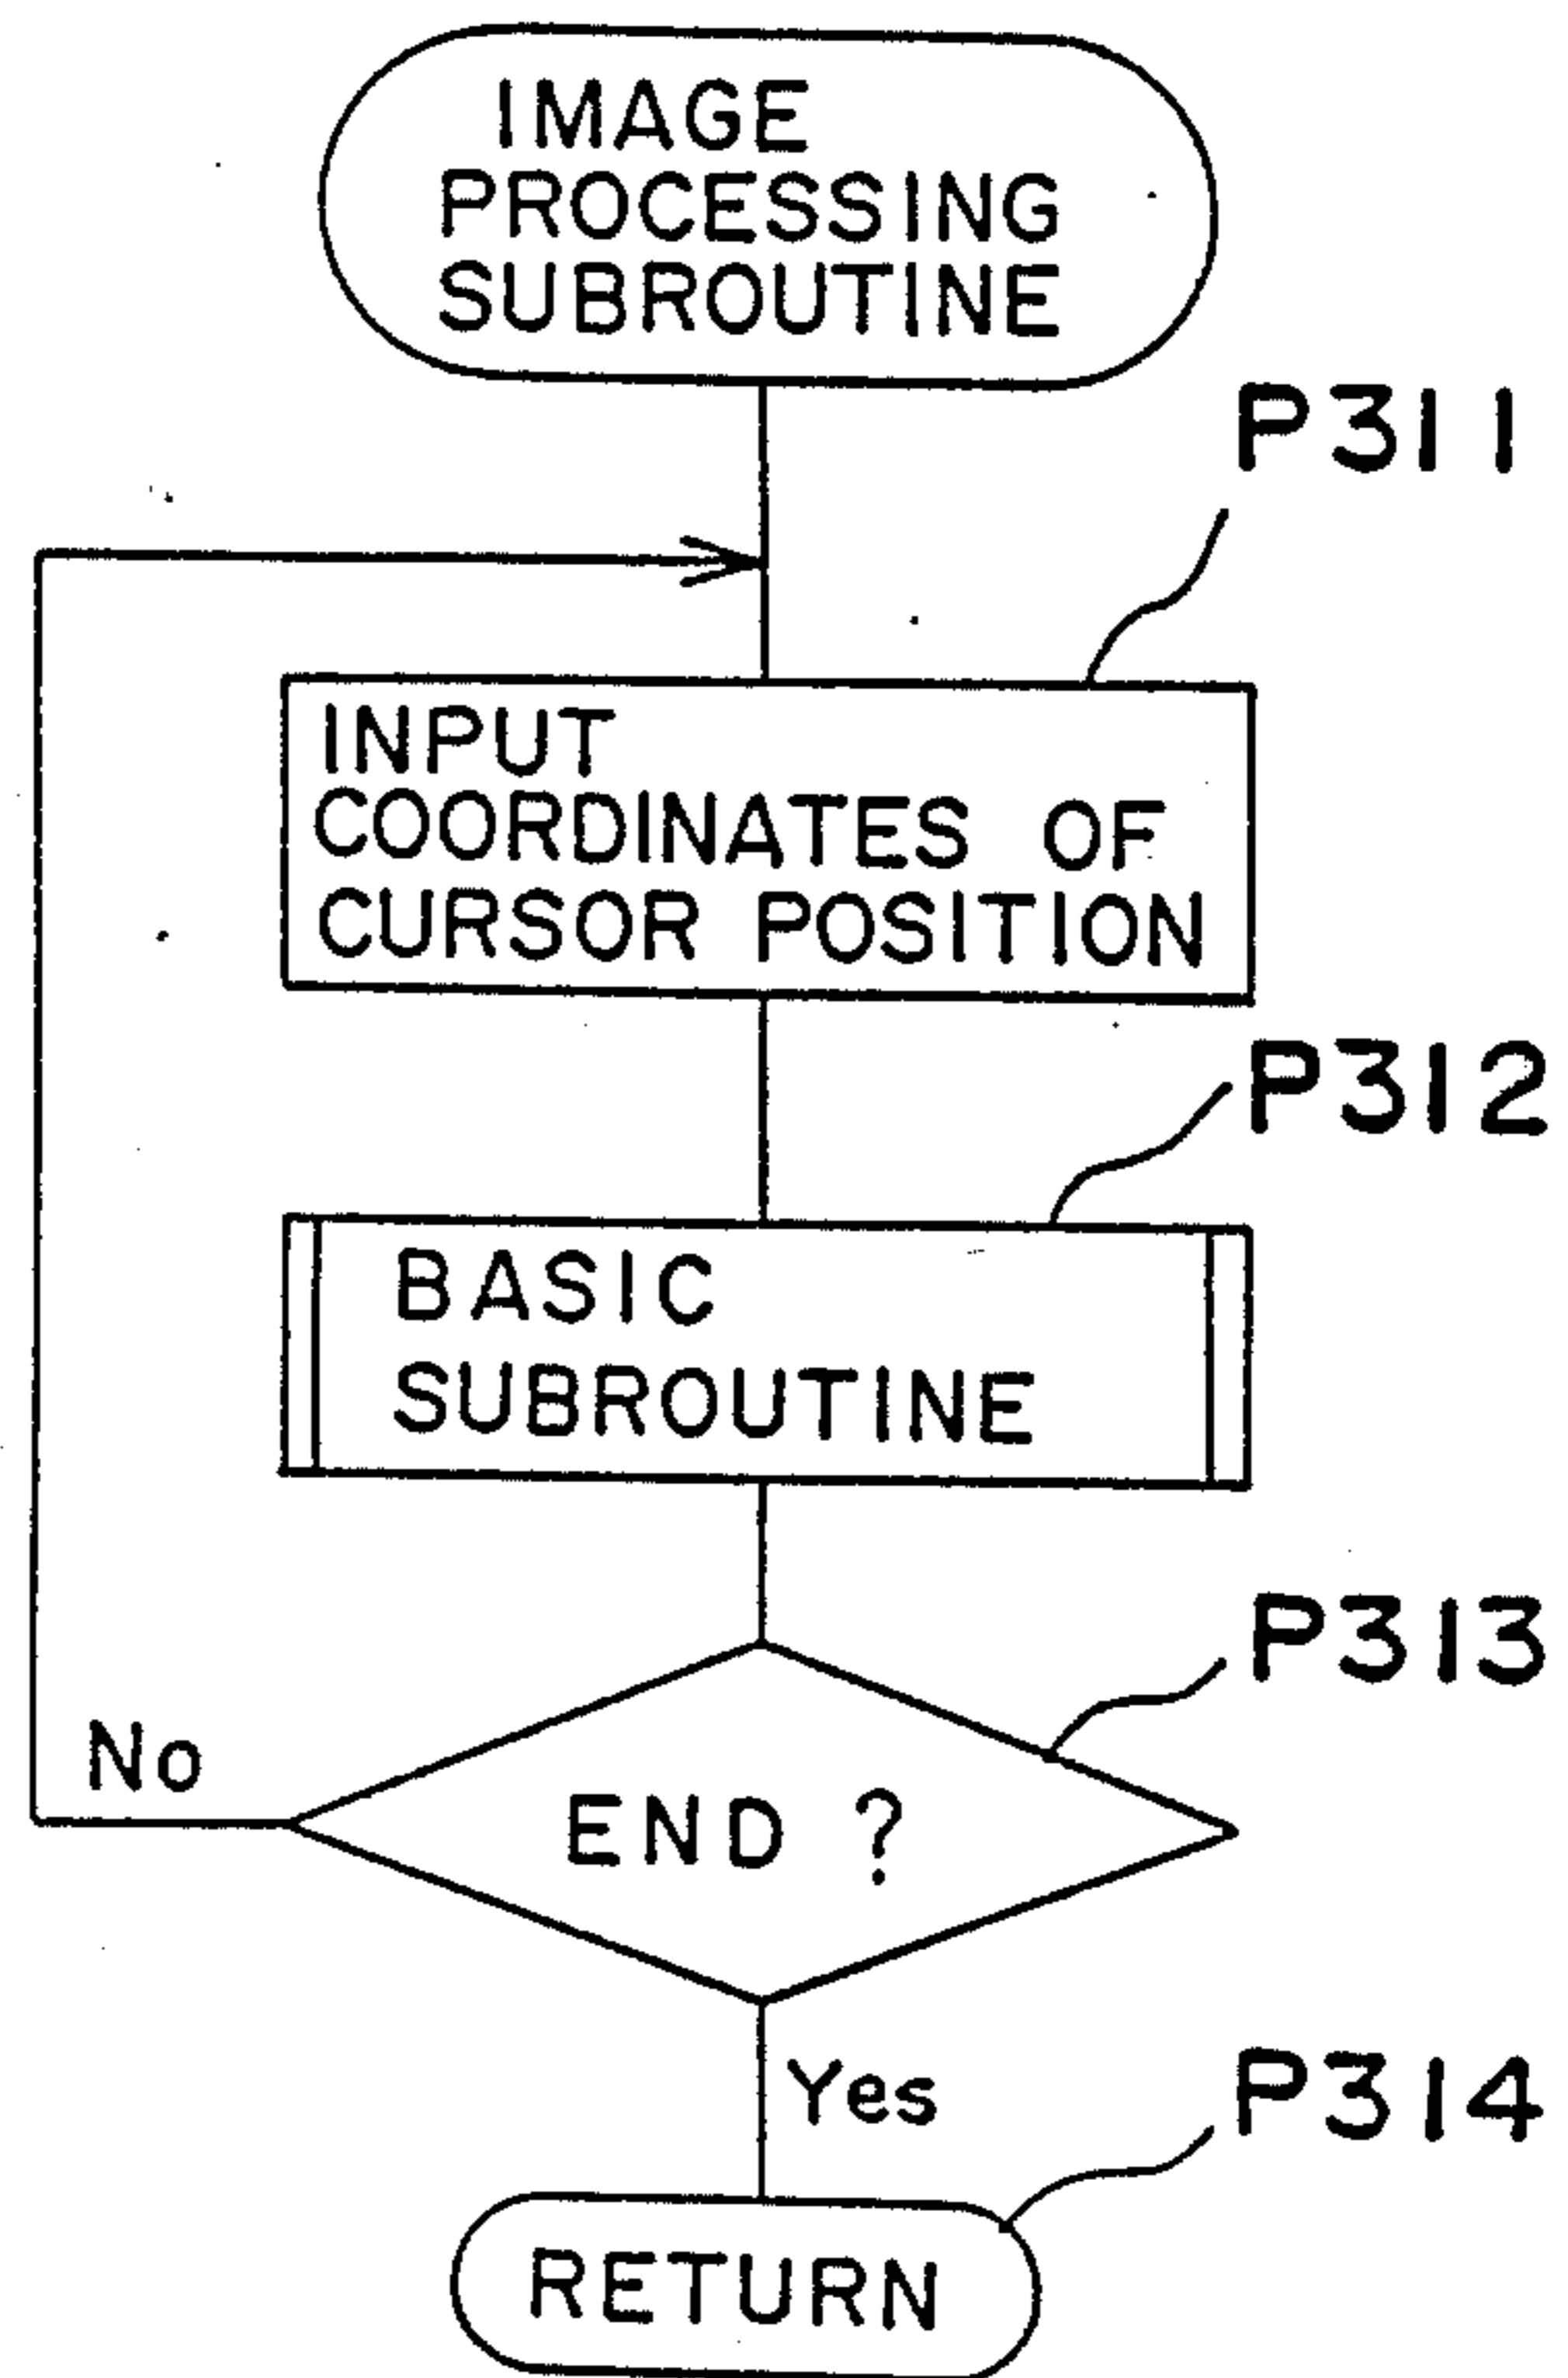 IMAGE
PROCESSING
SUBROUTINE
P311
INPUT
COORDINATES OF
CURSOR POSITION
P312
BASIC
SUBROUTINE
P313
No
END ?
Yes
P314
RETURN